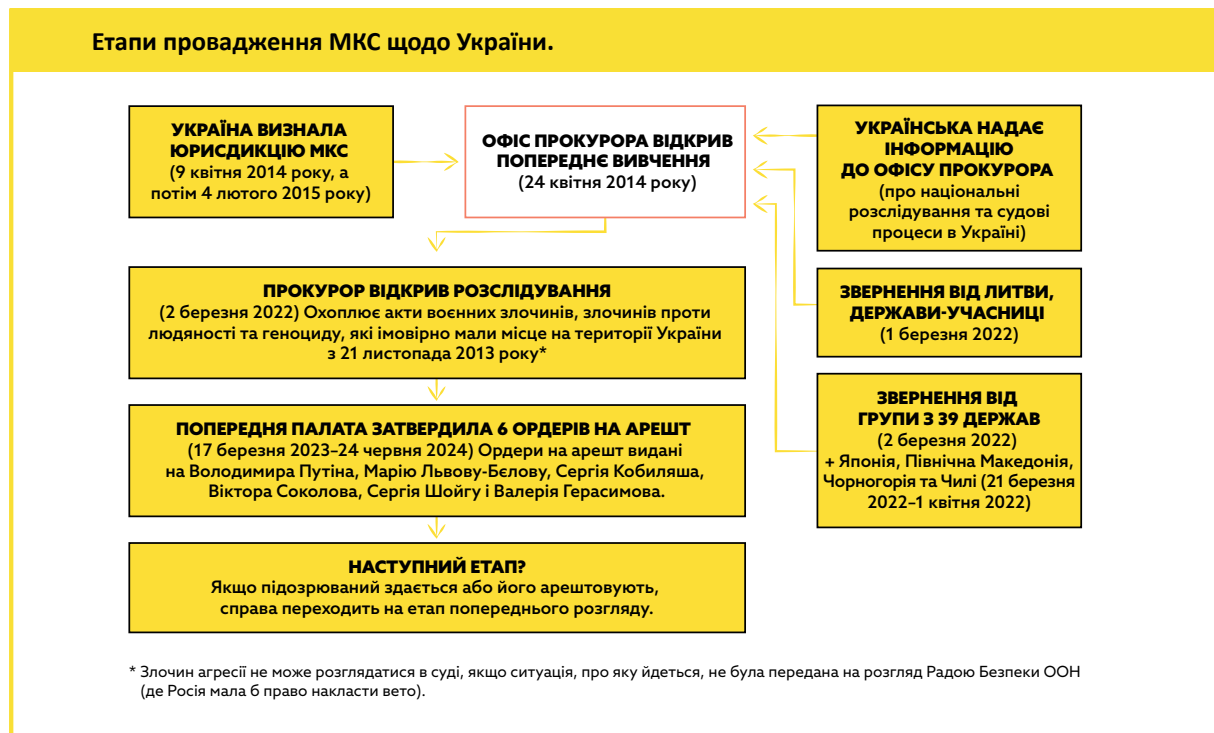 Етапи провадження МКС щодо України.
УКРАЇНА ВИЗНАЛА
ЮРИСДИКЦІЮ МКС
(9 квітня 2014 року, а
потім 4 лютого 2015 року)
ОФІС ПРОКУРОРА ВІДКРИВ
ПОПЕРЕДНЄ ВИВЧЕННЯ
(24 квітня 2014 року)
УКРАЇНСЬКА НАДАЄ
ІНФОРМАЦІЮ
ДО ОФІСУ ПРОКУРОРА
(про національні
розслідування та судові
процеси в Україні)
ЗВЕРНЕННЯ ВІД ЛИТВИ,
ДЕРЖАВИ-УЧАСНИЦІ
(1 березня 2022)
ЗВЕРНЕННЯ ВІД
ГРУПИ З 39 ДЕРЖАВ
(2 березня 2022)
+ Японія, Північна Македонія,
Чорногорія та Чилі (21 березня
2022–1 квітня 2022)
ПРОКУРОР ВІДКРИВ РОЗСЛІДУВАННЯ
(2 березня 2022) Охоплює акти воєнних злочинів, злочинів проти
людяності та геноциду, які імовірно мали місце на території України
з 21 листопада 2013 року*
ПОПЕРЕДНЯ ПАЛАТА ЗАТВЕРДИЛА 6 ОРДЕРІВ НА АРЕШТ
(17 березня 2023–24 червня 2024) Ордери на арешт видані
на Володимира Путіна, Марію Львову-Бєлову, Сергія Кобиляша,
Віктора Соколова, Сергія Шойгу і Валерія Герасимова.
НАСТУПНИЙ ЕТАП?
Якщо підозрюваний здається або його арештовують,
справа переходить на етап попереднього розгляду.
* Злочин агресії не може розглядатися в суді, якщо ситуація, про яку йдеться, не була передана на розгляд Радою Безпеки ООН
(де Росія мала б право накласти вето).